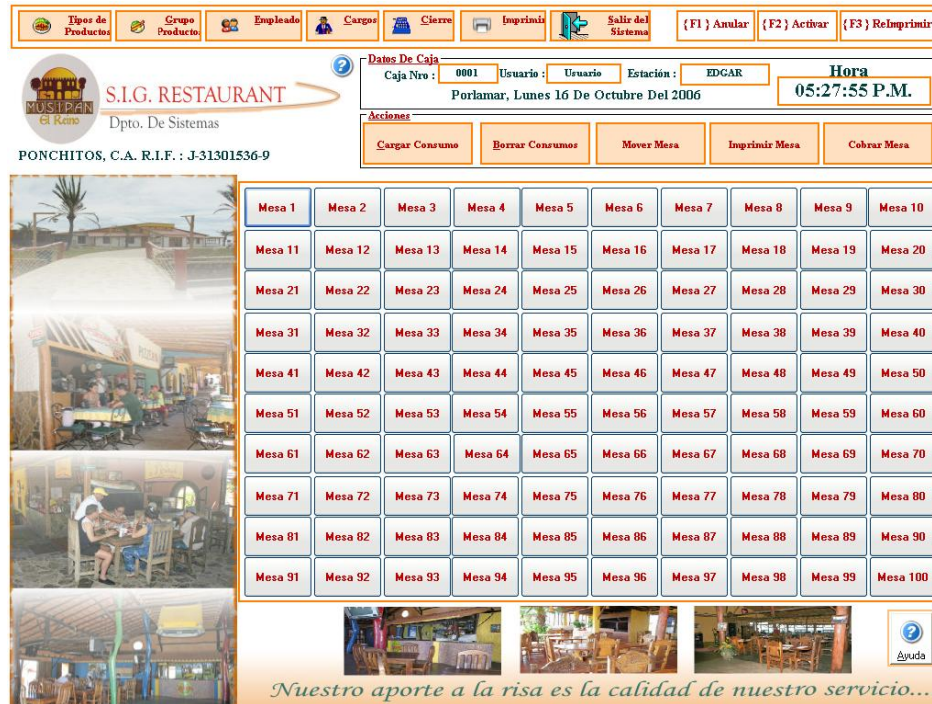 Tipos de Productos
Grupo Producto
Empleado
Cargos
Cierre
Imprimir
Salir del Sistema
{F1} Anular
{F2} Activar
{F3} ReImprimir
MUSIPAN
El Reino
S.I.G. RESTAURANT
Dpto. De Sistemas
PONCHITOS, C.A. R.I.F. : J-31301536-9
Datos De Caja
Caja Nro : 0001 Usuario : Usuario Estación : EDGAR
Porlamar, Lunes 16 De Octubre Del 2006
Hora
05:27:55 P.M.
Acciones
Cargar Consumo
Borrar Consumos
Mover Mesa
Imprimir Mesa
Cobrar Mesa
Mesa 1 Mesa 2 Mesa 3 Mesa 4 Mesa 5 Mesa 6 Mesa 7 Mesa 8 Mesa 9 Mesa 10
Mesa 11 Mesa 12 Mesa 13 Mesa 14 Mesa 15 Mesa 16 Mesa 17 Mesa 18 Mesa 19 Mesa 20
Mesa 21 Mesa 22 Mesa 23 Mesa 24 Mesa 25 Mesa 26 Mesa 27 Mesa 28 Mesa 29 Mesa 30
Mesa 31 Mesa 32 Mesa 33 Mesa 34 Mesa 35 Mesa 36 Mesa 37 Mesa 38 Mesa 39 Mesa 40
Mesa 41 Mesa 42 Mesa 43 Mesa 44 Mesa 45 Mesa 46 Mesa 47 Mesa 48 Mesa 49 Mesa 50
Mesa 51 Mesa 52 Mesa 53 Mesa 54 Mesa 55 Mesa 56 Mesa 57 Mesa 58 Mesa 59 Mesa 60
Mesa 61 Mesa 62 Mesa 63 Mesa 64 Mesa 65 Mesa 66 Mesa 67 Mesa 68 Mesa 69 Mesa 70
Mesa 71 Mesa 72 Mesa 73 Mesa 74 Mesa 75 Mesa 76 Mesa 77 Mesa 78 Mesa 79 Mesa 80
Mesa 81 Mesa 82 Mesa 83 Mesa 84 Mesa 85 Mesa 86 Mesa 87 Mesa 88 Mesa 89 Mesa 90
Mesa 91 Mesa 92 Mesa 93 Mesa 94 Mesa 95 Mesa 96 Mesa 97 Mesa 98 Mesa 99 Mesa 100
Ayuda
Nuestro aporte a la risa es la calidad de nuestro servicio...